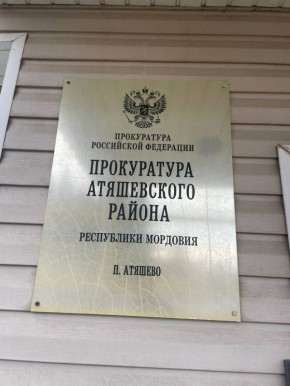 ПРОКУРАТУРА
РОССИЙСКОЙ ФЕДЕРАЦИИ
ПРОКУРАТУРА
АТЯШЕВСКОГО
РАЙОНА
РЕСПУБЛИКИ МОРДОВИЯ
П. АТЯШЕВО